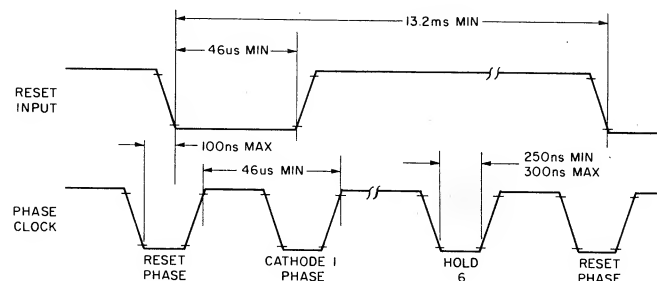 13.2ms MIN
46us MIN
RESET
INPUT
100ns MAX
46us MIN
250ns MIN
300ns MAX
PHASE
CLOCK
RESET
PHASE
CATHODE I
PHASE
HOLD
6
RESET
PHASE